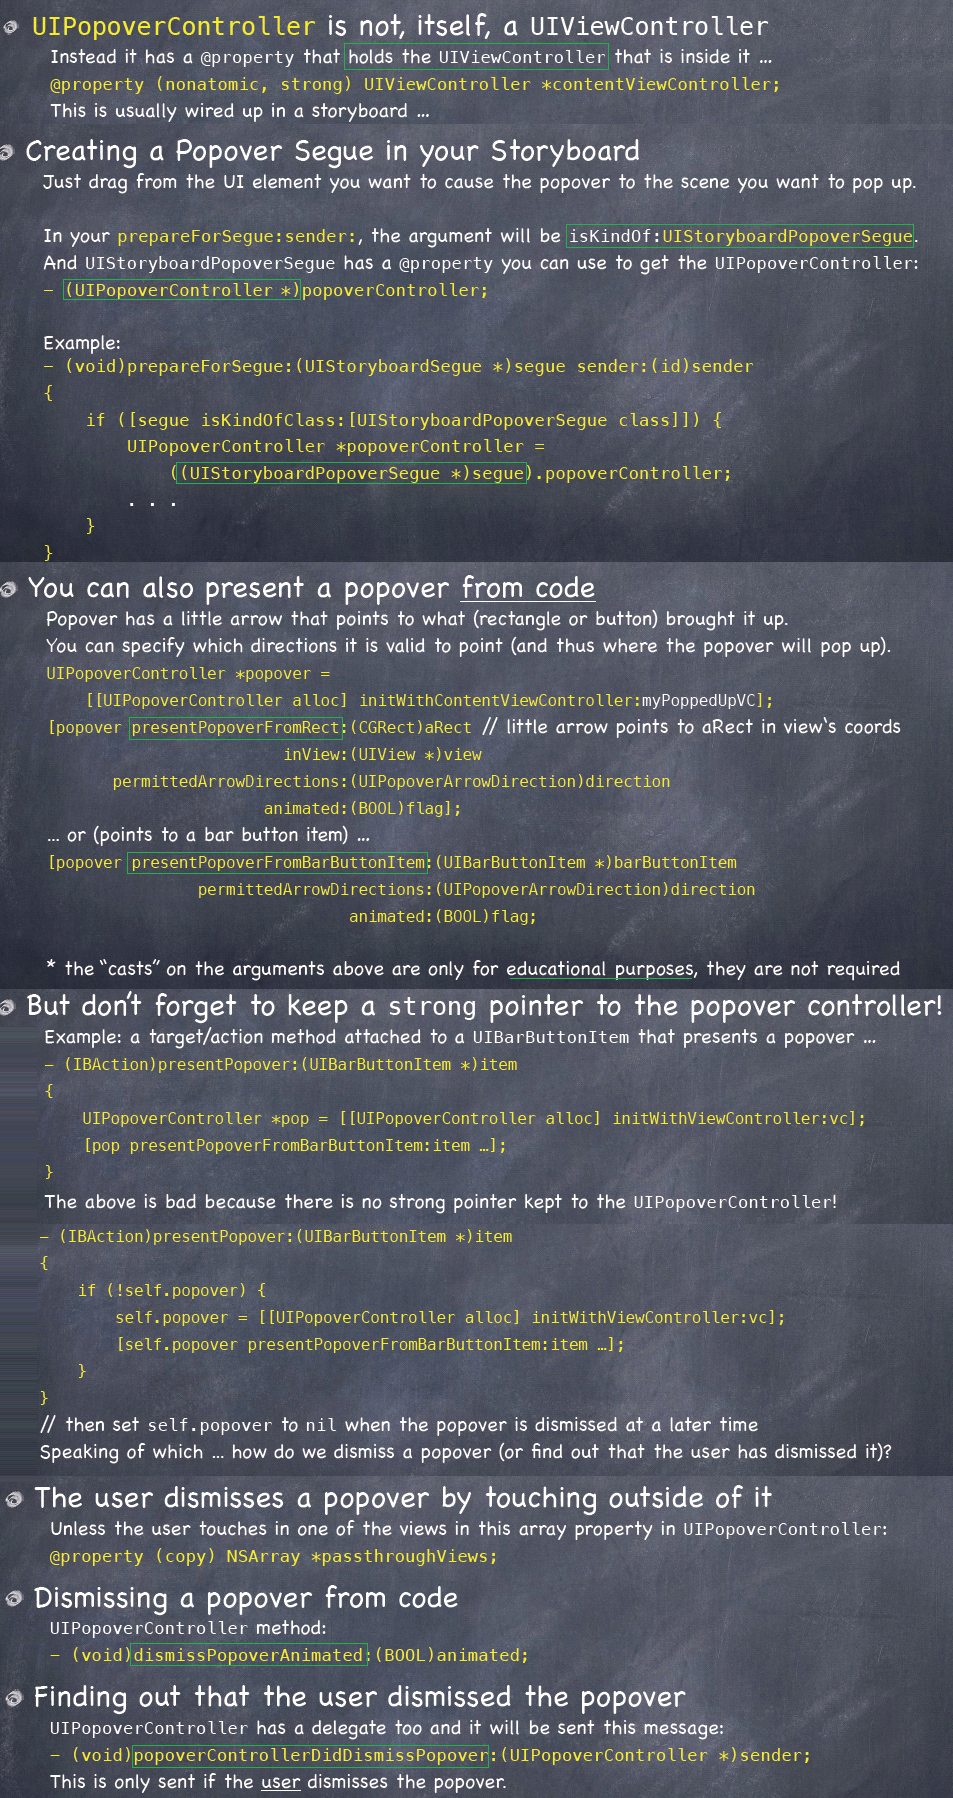 UIPopoverController is not, itself, a UIViewController
Instead it has a @property that holds the UIViewController that is inside it ...
@property (nonatomic, strong) UIViewController *contentViewController;
This is usually wired up in a storyboard ...
Creating a Popover Segue in your Storyboard
Just drag from the UI element you want to cause the popover to the scene you want to pop up.
In your prepareForSegue:sender:, the argument will be isKindOf:UIStoryboardPopoverSegue.
And UIStoryboardPopoverSegue has a @property you can use to get the UIPopoverController:
- (UIPopoverController *)popoverController;
Example:
- (void)prepareForSegue:(UIStoryboardSegue *)segue sender:(id)sender
{
if ([segue isKindOfClass:[UIStoryboardPopoverSegue class]]) {
UIPopoverController *popoverController =
((UIStoryboardPopoverSegue *)segue).popoverController;
. . .
}
}
You can also present a popover from code
Popover has a little arrow that points to what (rectangle or button) brought it up.
You can specify which directions it is valid to point (and thus where the popover will pop up).
UIPopoverController *popover =
[[UIPopoverController alloc] initWithContentViewController:myPoppedUpVC];
[popover presentPopoverFromRect:(CGRect)aRect // little arrow points to aRect in view's coords
inView:(UIView *)view
permittedArrowDirections:(UIPopoverArrowDirection)direction
animated:(BOOL)flag];
... or (points to a bar button item) ...
[popover presentPopoverFromBarButtonItem:(UIBarButtonItem *)barButtonItem
permittedArrowDirections:(UIPopoverArrowDirection)direction
animated:(BOOL)flag;
* the “casts” on the arguments above are only for educational purposes, they are not required
But don't forget to keep a strong pointer to the popover controller!
Example: a target/action method attached to a UIBarButtonItem that presents a popover ...
- (IBAction)presentPopover:(UIBarButtonItem *)item
{
UIPopoverController *pop = [[UIPopoverController alloc] initWithViewController:vc];
[pop presentPopoverFromBarButtonItem:item …];
}
The above is bad because there is no strong pointer kept to the UIPopoverController!
- (IBAction)presentPopover:(UIBarButtonItem *)item
{
if (!self.popover) {
self.popover = [[UIPopoverController alloc] initWithViewController:vc];
[self.popover presentPopoverFromBarButtonItem:item …];
}
}
// then set self.popover to nil when the popover is dismissed at a later time
Speaking of which ... how do we dismiss a popover (or find out that the user has dismissed it)?
The user dismisses a popover by touching outside of it
Unless the user touches in one of the views in this array property in UIPopoverController:
@property (copy) NSArray *passthroughViews;
Dismissing a popover from code
UIPopoverController method:
- (void)dismissPopoverAnimated:(BOOL)animated;
Finding out that the user dismissed the popover
UIPopoverController has a delegate too and it will be sent this message:
- (void)popoverControllerDidDismissPopover:(UIPopoverController *)sender;
This is only sent if the user dismisses the popover.